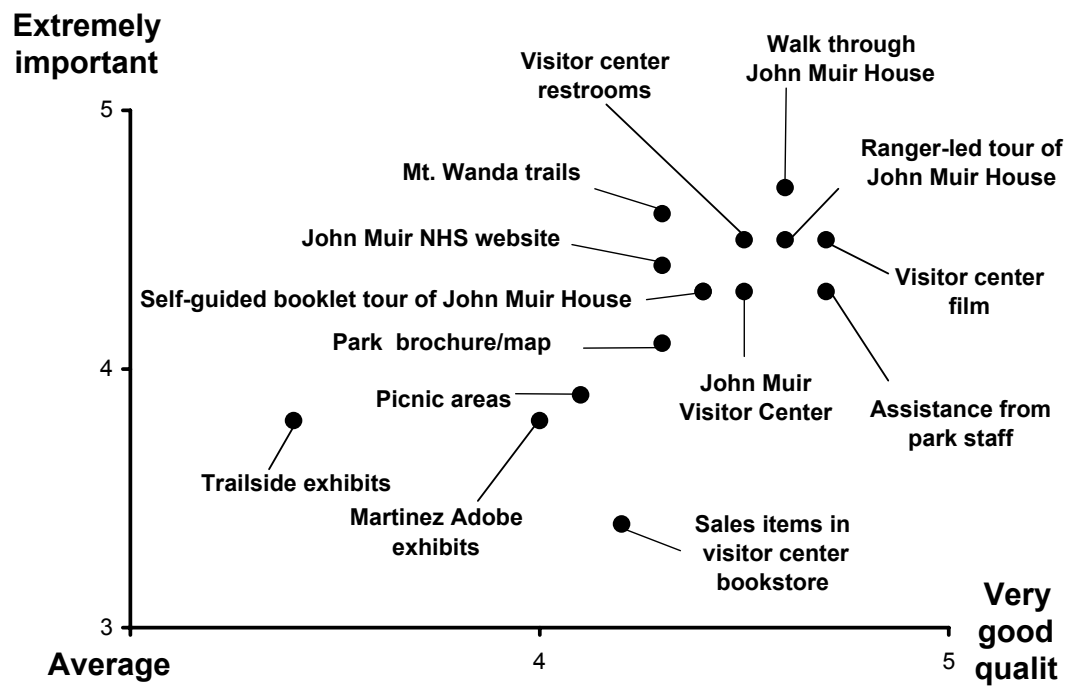 Extremely
important
Walk through
John Muir House
Visitor center
restrooms
5
Ranger-led tour of
John Muir House
Mt. Wanda trails
John Muir NHS website
Visitor center
film
Self-guided booklet tour of John Muir House
Park brochure/map
4
John Muir
Visitor Center
Picnic areas
Assistance from
park staff
Trailside exhibits
Martinez Adobe
exhibits
Sales items in
visitor center
bookstore
3
Average
4
5
Very
good
qualit